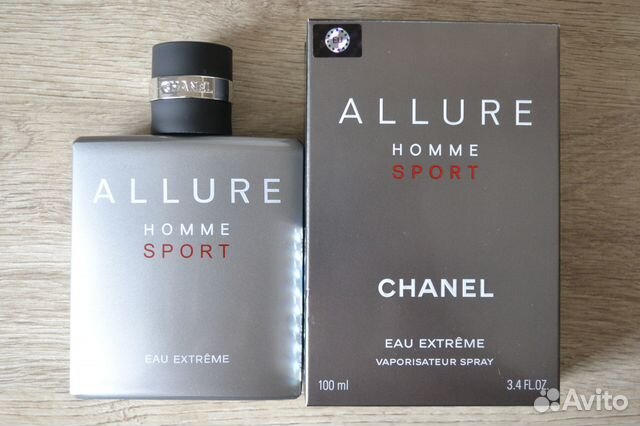 CHANEL
ALLURE
HOMME
SPORT
EAU EXTRÊME
ALLURE
HOMME
SPORT
CHANEL
EAU EXTRÊME
VAPORISATEUR SPRAY
100 ml 3.4 FL.OZ
Avito